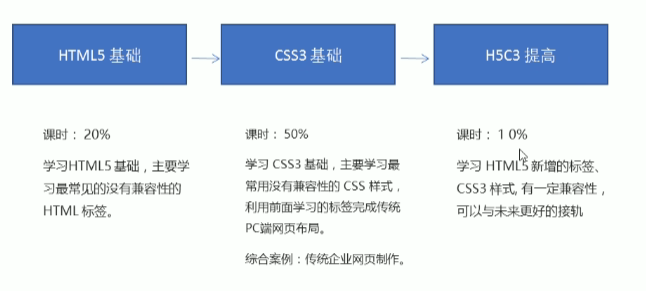 HTML5 基础
CSS3 基础
H5C3 提高
课时： 20%
学习HTML5 基础，主要学
习最常见的没有兼容性的
HTML 标签。
课时： 50%
学习 CSS3 基础，主要学习最
常用没有兼容性的 CSS 样式，
利用前面学习的标签完成传统
PC端网页布局。
综合案例：传统企业网页制作。
课时： 1 0%
学习 HTML5 新增的标签、
CSS3 样式, 有一定兼容性，
可以与未来更好的接轨